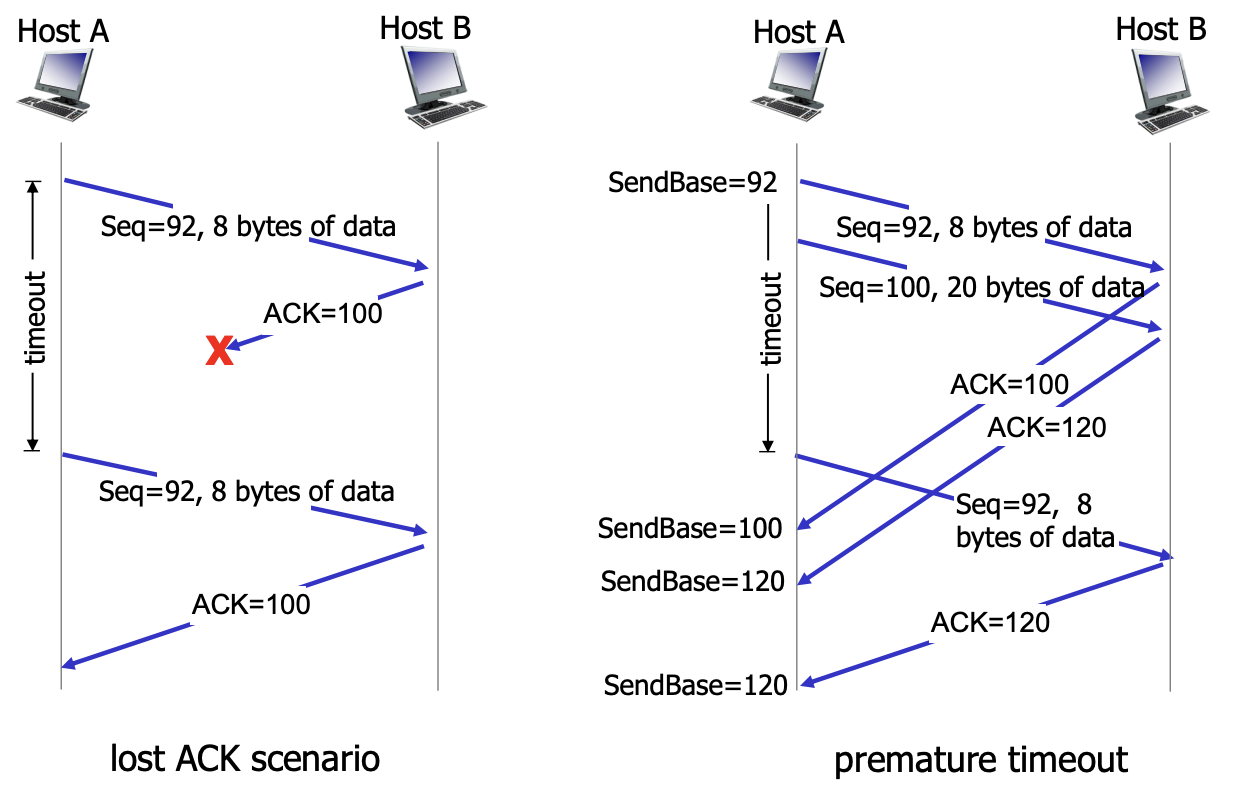 Host A
Host B
Seq=92, 8 bytes of data
timeout
ACK=100
X
Seq=92, 8 bytes of data
ACK=100
lost ACK scenario
Host A
Host B
SendBase=92
Seq=92, 8 bytes of data
Seq=100, 20 bytes of data
timeout
ACK=100
ACK=120
Seq=92, 8
bytes of data
SendBase=100
SendBase=120
ACK=120
SendBase=120
premature timeout